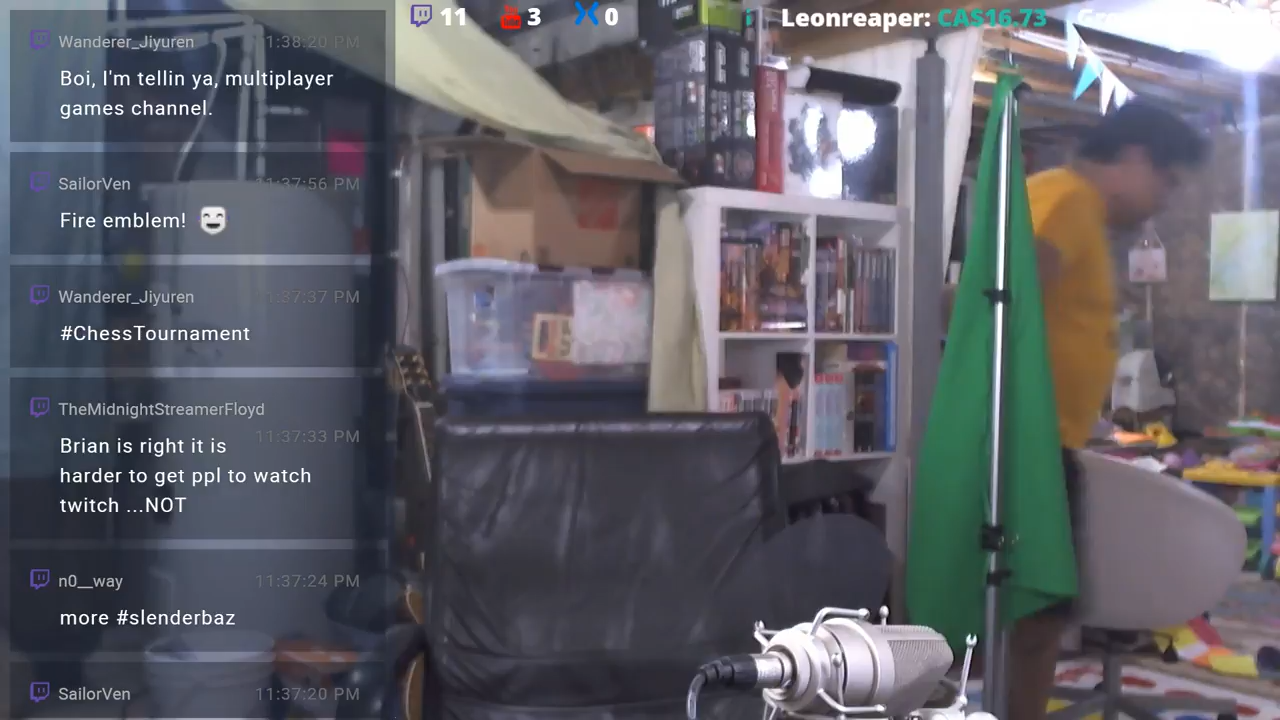 11 3 0 Leonreaper: CA$16.73
Wanderer_Jiyuren 11:38:20 PM
Boi, I'm tellin ya, multiplayer
games channel.
SailorVen 11:37:56 PM
Fire emblem!
Wanderer_Jiyuren 11:37:37 PM
#ChessTournament
TheMidnightStreamerFloyd
11:37:33 PM
Brian is right it is
harder to get ppl to watch
twitch ...NOT
n0__way 11:37:24 PM
more #slenderbaz
SailorVen 11:37:20 PM